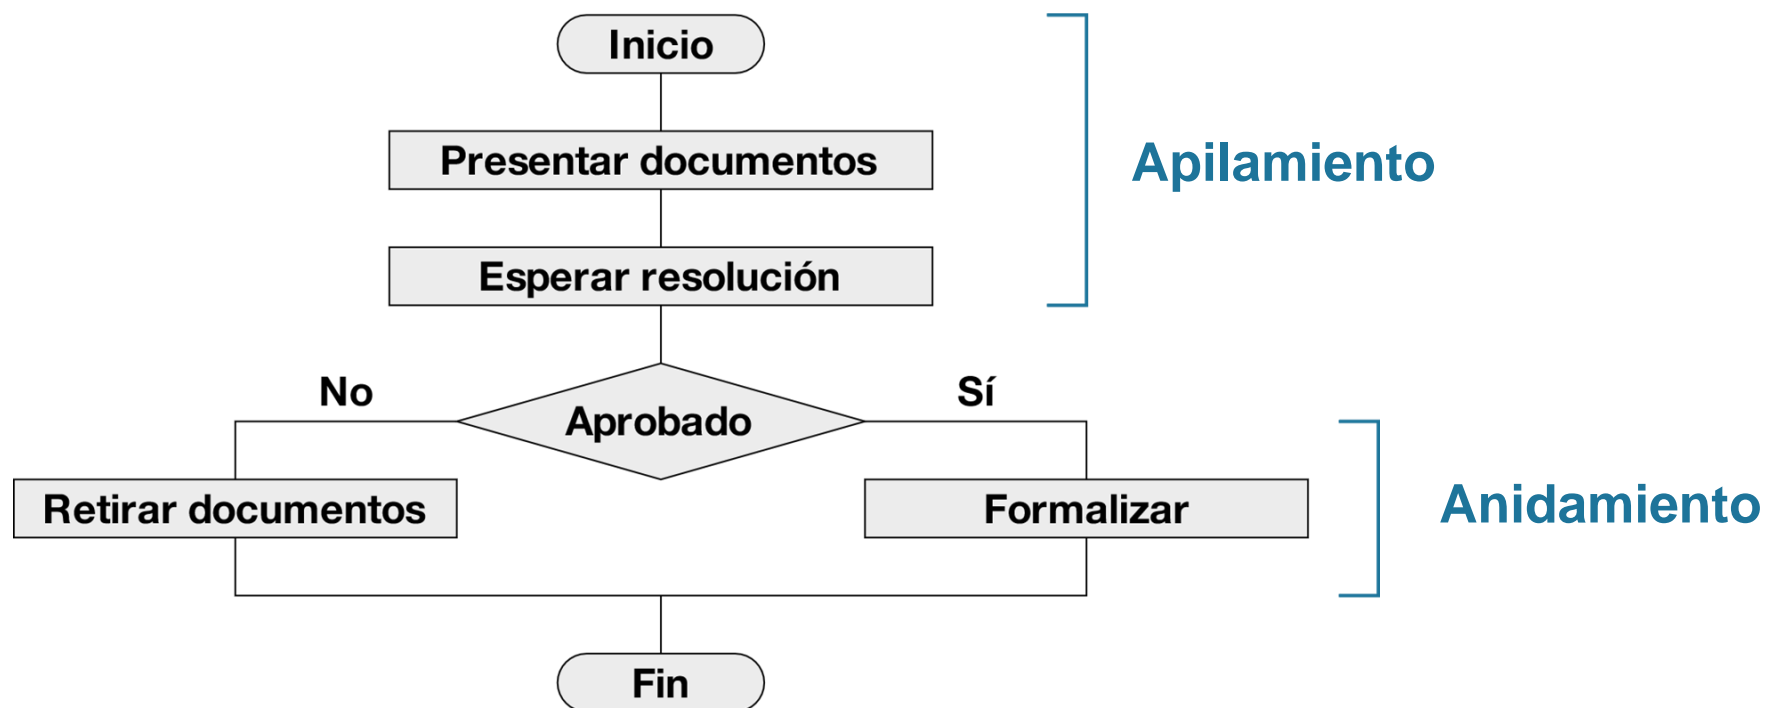 Inicio
Presentar documentos
Apilamiento
Esperar resolución
No
Sí
Aprobado
Retirar documentos
Formalizar
Anidamiento
Fin